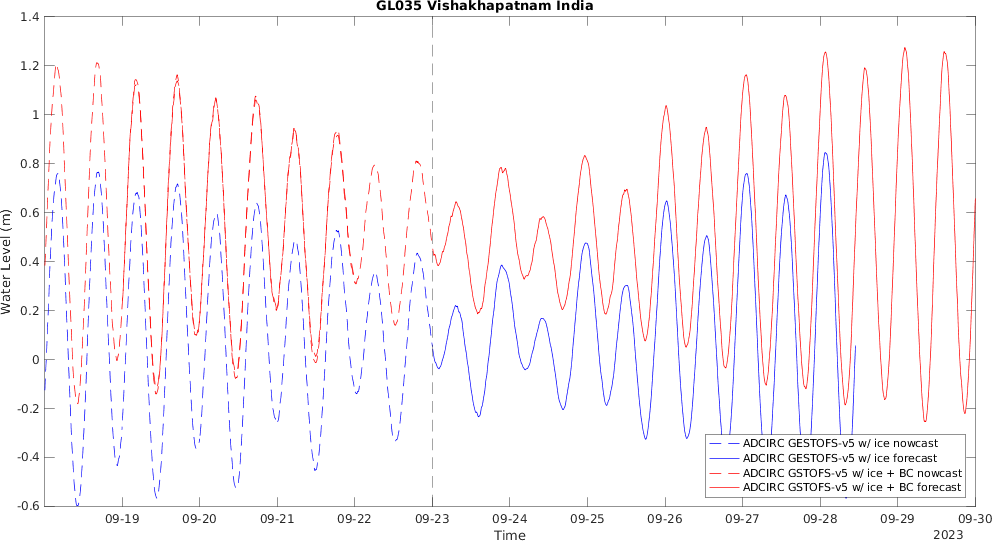 GL035 Vishakhapatnam India
1.4
1.2
1
0.8
0.6
0.4
0.2
0
-0.2
-0.4
-0.6
Water Level (m)
09-19 09-20 09-21 09-22 09-23 09-24 09-25 09-26 09-27 09-28 09-29 09-30
Time
2023
ADCIRC GESTOFS-v5 w/ ice nowcast
ADCIRC GESTOFS-v5 w/ ice forecast
ADCIRC GSTOFS-v5 w/ ice + BC nowcast
ADCIRC GSTOFS-v5 w/ ice + BC forecast